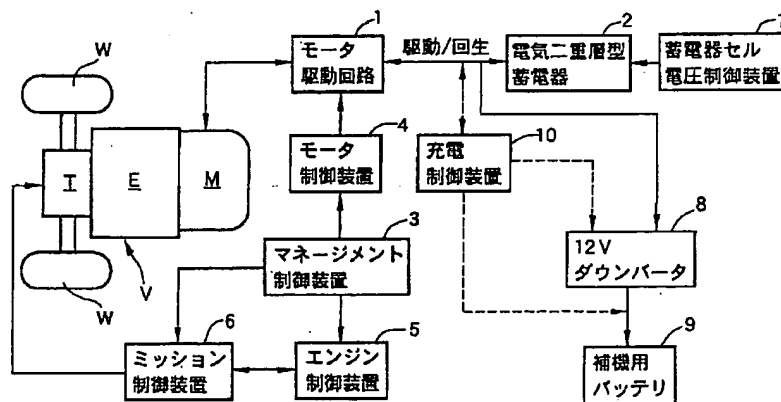 1
モータ
駆動回路
駆動/回生
2
電気二重層型
蓄電器
7
蓄電器セル
電圧制御装置
W
T
E
M
V
W
4
モータ
制御装置
10
充電
制御装置
3
マネージメント
制御装置
8
12V
ダウンバータ
6
ミッション
制御装置
5
エンジン
制御装置
9
補機用
バッテリ